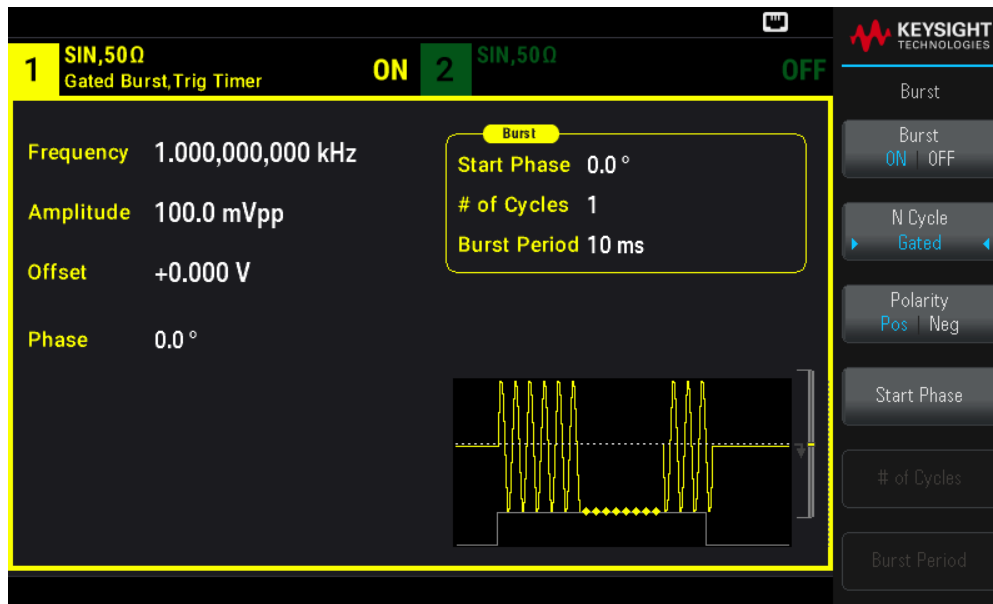 KEYSIGHT
TECHNOLOGIES
1 SIN,50Ω
Gated Burst,Trig Timer
ON
2 SIN,50Ω
OFF
Frequency 1.000,000,000 kHz
Amplitude 100.0 mVpp
Offset +0.000 V
Phase 0.0 °
Burst
Start Phase 0.0 °
# of Cycles 1
Burst Period 10 ms
Burst
Burst
ON | OFF
N Cycle
Gated
Polarity
Pos | Neg
Start Phase
# of Cycles
Burst Period